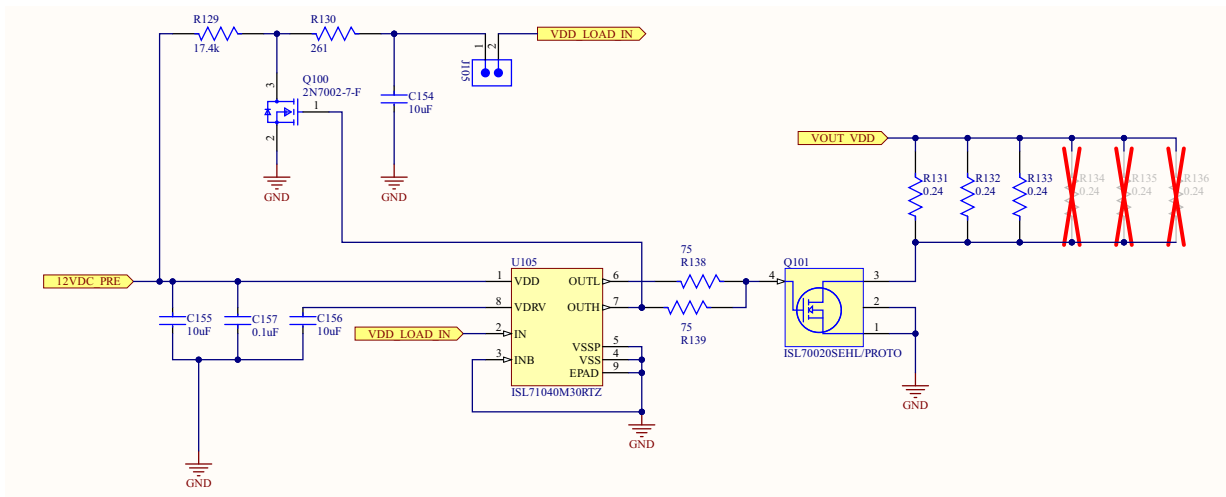 R129
17.4k
R130
261
VDD_LOAD_IN
1
2
J105
Q100
2N7002-7-F
3
1
2
C154
10uF
GND
GND
VOUT_VDD
R131
0.24
R132
0.24
R133
0.24
R134
0.24
R135
0.24
R136
0.24
12VDC_PRE
C155
10uF
C157
0.1uF
C156
10uF
GND
VDD_LOAD_IN
U105
1
VDD
8
VDRV
2
IN
3
INB
OUTL
6
OUTH
7
VSSP
5
VSS
4
EPAD
9
ISL71040M30RTZ
GND
75
R138
75
R139
Q101
4
3
2
1
ISL70020SEHL/PROTO
GND